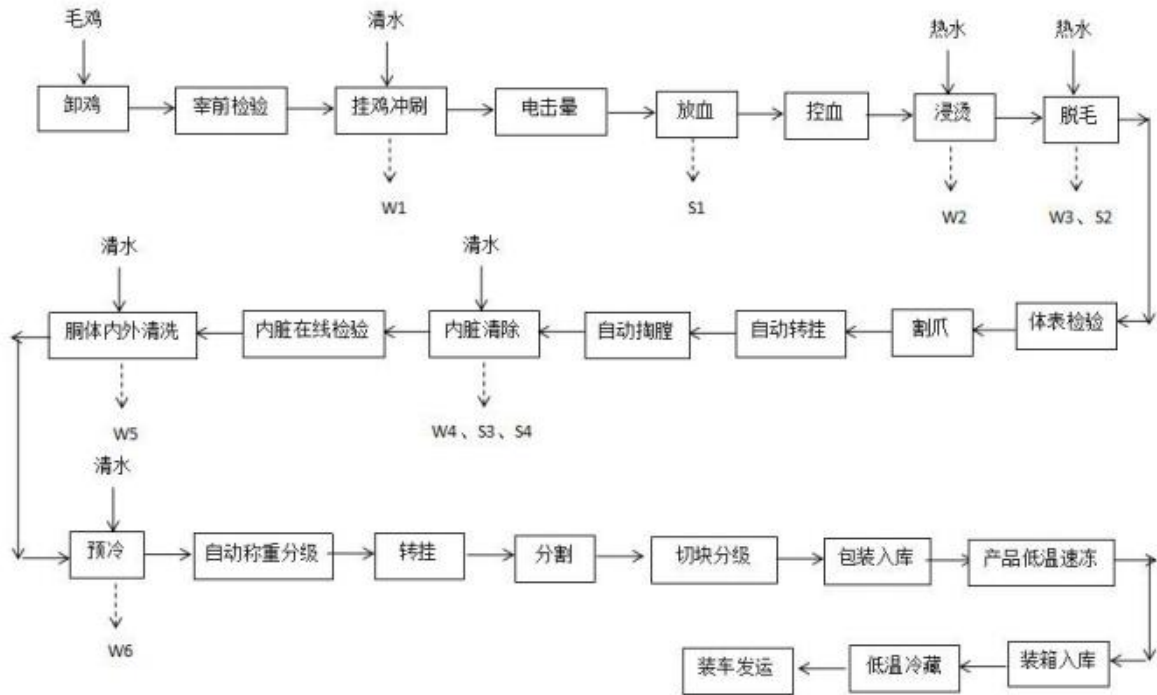 毛鸡
清水
热水
热水
卸鸡
宰前检验
挂鸡冲刷
电击晕
放血
控血
浸烫
脱毛
W1
S1
W2
W3、S2
清水
清水
胴体内外清洗
内脏在线检验
内脏清除
自动掏膛
自动转挂
割爪
体表检验
W5
W4、S3、S4
清水
预冷
自动称重分级
转挂
分割
切块分级
包装入库
产品低温速冻
W6
装车发运
低温冷藏
装箱入库